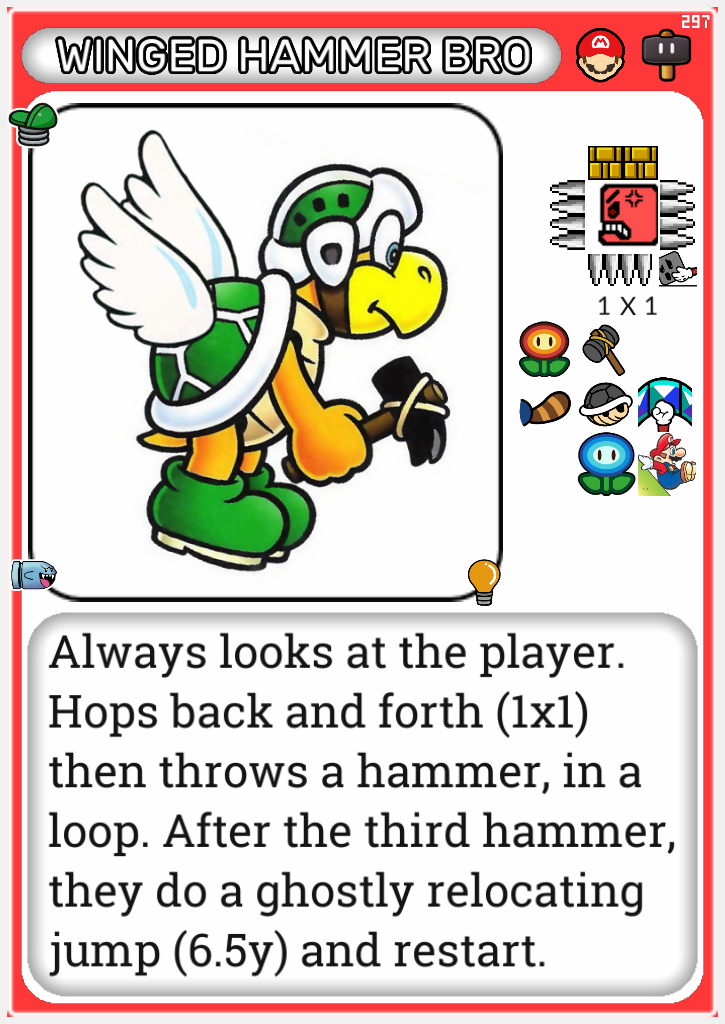 297
WINGED HAMMER BRO
M
1 X 1
Always looks at the player.
Hops back and forth (1x1)
then throws a hammer, in a
loop. After the third hammer,
they do a ghostly relocating
jump (6.5y) and restart.